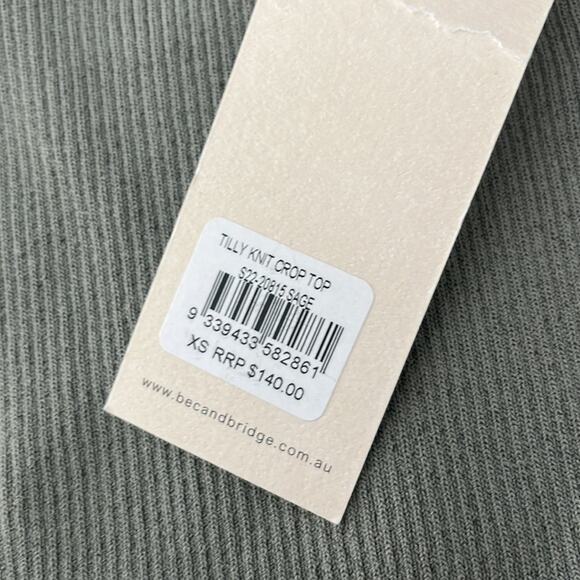 TILLY KNIT CROP TOP
S22-20815 SAGE
9 339433 582861
XS RRP $140.00
www.becandbridge.com.au